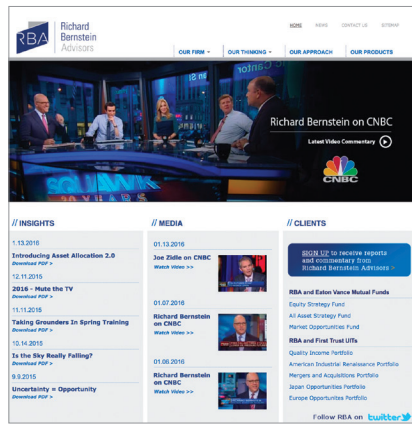 RBA
Richard
Bernstein
Advisors
HOME
NEWS
CONTACT US
SITEMAP
OUR FIRM
OUR THINKING
OUR APPROACH
OUR PRODUCTS
Richard Bernstein on CNBC
Latest Video Commentary
CNBC
SQUAWK
// INSIGHTS
1.13.2016
Introducing Asset Allocation 2.0
Download PDF >
12.11.2015
2016 - Mute the TV
Download PDF >
11.11.2015
Taking Grounders In Spring Training
Download PDF >
10.14.2015
Is the Sky Really Falling?
Download PDF >
9.9.2015
Uncertainty = Opportunity
Download PDF >
// MEDIA
01.13.2016
Joe Zidle on CNBC
Watch Video >>
01.07.2016
Richard Bernstein
on CNBC
Watch Video >>
01.06.2016
Richard Bernstein
on CNBC
Watch Video >>
// CLIENTS
SIGN UP to receive reports
and commentary from
Richard Bernstein Advisors >
RBA and Eaton Vance Mutual Funds
Equity Strategy Fund
All Asset Strategy Fund
Market Opportunities Fund
RBA and First Trust UITs
Quality Income Portfolio
American Industrial Renaissance Portfolio
Mergers and Acquisitions Portfolio
Japan Opportunities Portfolio
Europe Opportunites Portfolio
Follow RBA on twitter